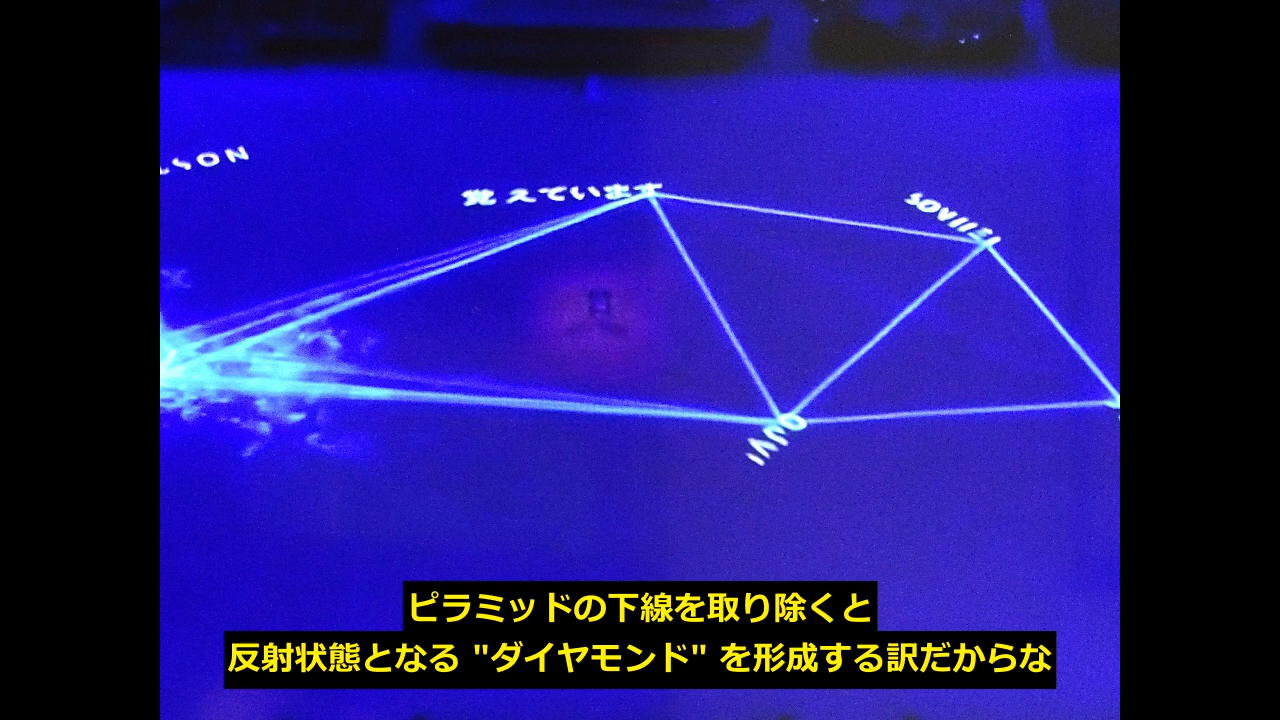 覚えています
ピラミッドの下線を取り除くと
反射状態となる "ダイヤモンド" を形成する訳だからな